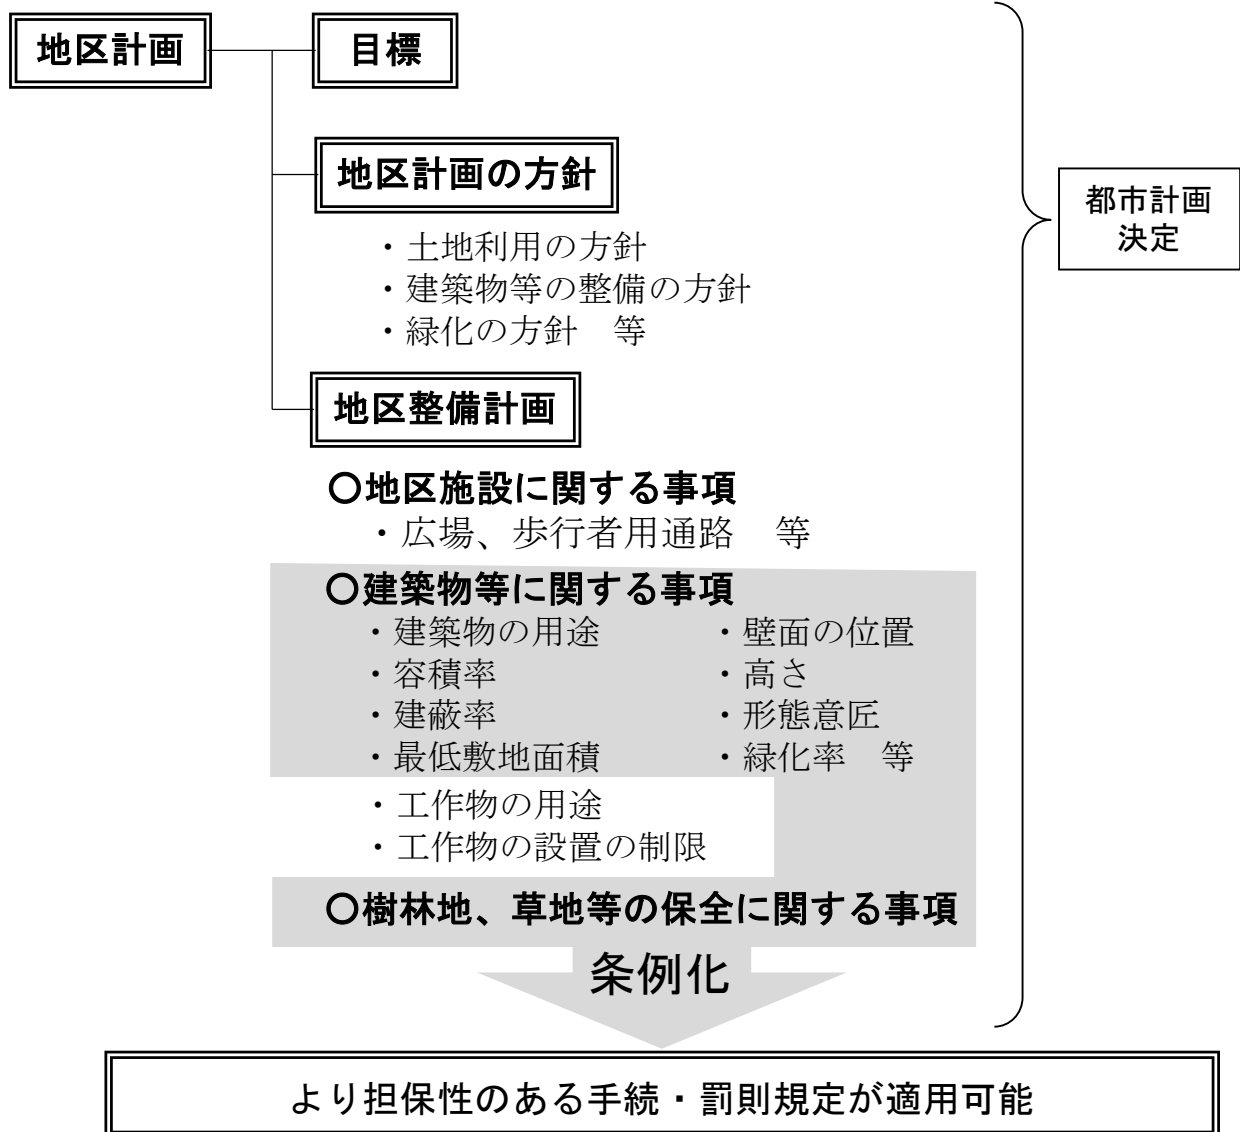 地区計画
目標
地区計画の方針
・土地利用の方針
・建築物等の整備の方針
・緑化の方針　等
都市計画
決定
地区整備計画
○地区施設に関する事項
・広場、歩行者用通路　等
○建築物等に関する事項
・建築物の用途
・容積率
・建蔽率
・最低敷地面積
・壁面の位置
・高さ
・形態意匠
・緑化率　等
・工作物の用途
・工作物の設置の制限
○樹林地、草地等の保全に関する事項
条例化
より担保性のある手続・罰則規定が適用可能